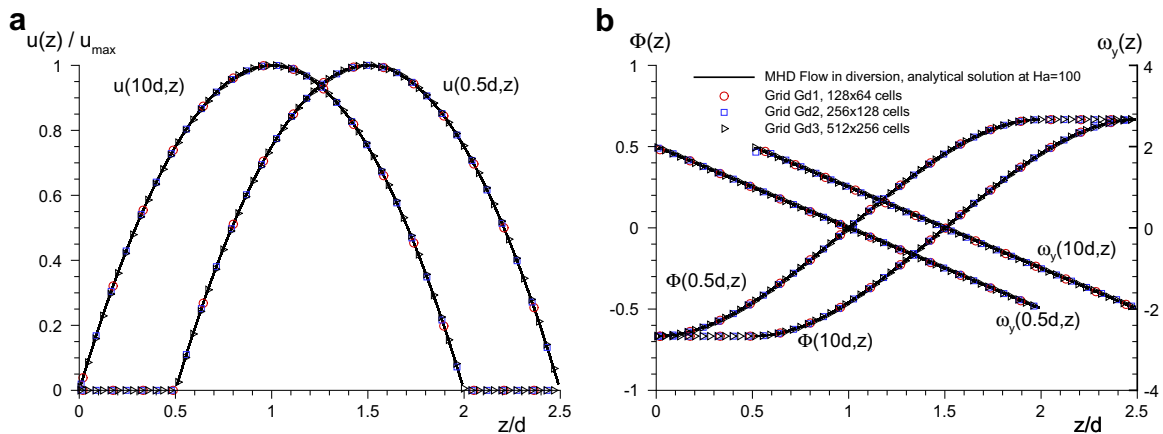 a
u(z) / u_max
1
0.8
0.6
0.4
0.2
0
u(10d,z)
u(0.5d,z)
0 0.5 1 1.5 2 2.5
z/d
b
Φ(z)
ω_y(z)
1
0.5
0
-0.5
-1
4
2
0
-2
-4
MHD Flow in diversion, analytical solution at Ha=100
Grid Gd1, 128x64 cells
Grid Gd2, 256x128 cells
Grid Gd3, 512x256 cells
Φ(0.5d,z)
ω_y(10d,z)
Φ(10d,z)
ω_y(0.5d,z)
0 0.5 1 1.5 2 2.5
z/d